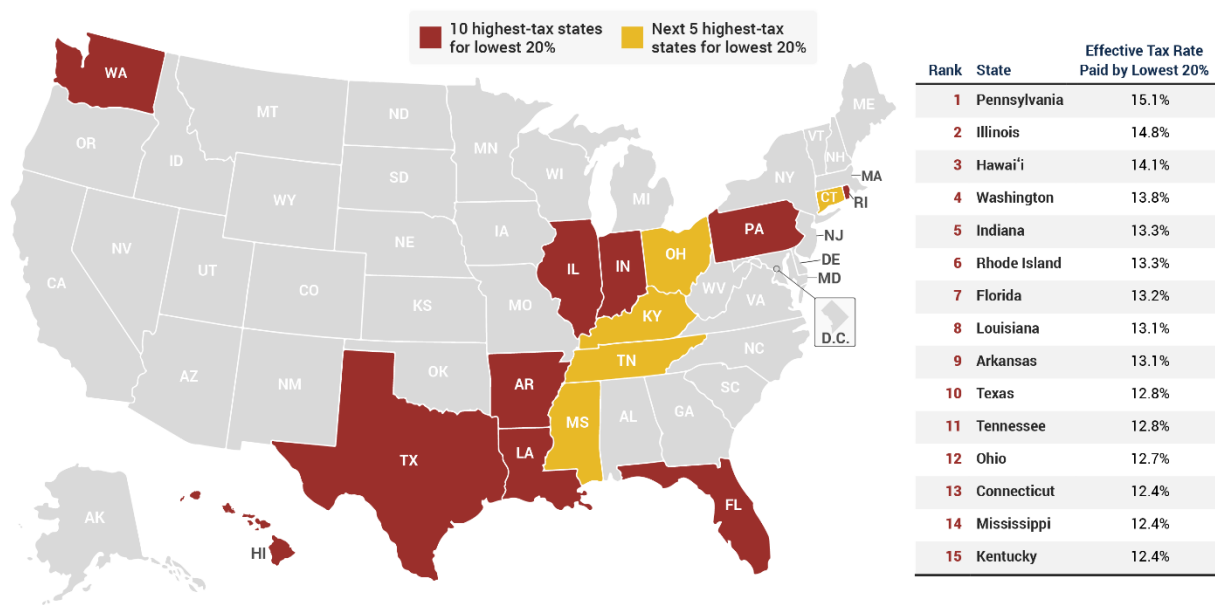 10 highest-tax states
for lowest 20%
Next 5 highest-tax
states for lowest 20%
WA
MT
ND
MN
ME
OR
ID
SD
WI
VT
NH
NY
MA
WY
MI
CT
RI
IA
PA
NJ
NV
NE
OH
IL
IN
DE
UT
MD
CA
CO
WV
VA
KS
MO
KY
D.C.
NC
TN
AZ
OK
NM
AR
SC
MS
AL
GA
TX
LA
FL
AK
HI
Effective Tax Rate
Rank State Paid by Lowest 20%
1 Pennsylvania 15.1%
2 Illinois 14.8%
3 Hawaiʻi 14.1%
4 Washington 13.8%
5 Indiana 13.3%
6 Rhode Island 13.3%
7 Florida 13.2%
8 Louisiana 13.1%
9 Arkansas 13.1%
10 Texas 12.8%
11 Tennessee 12.8%
12 Ohio 12.7%
13 Connecticut 12.4%
14 Mississippi 12.4%
15 Kentucky 12.4%